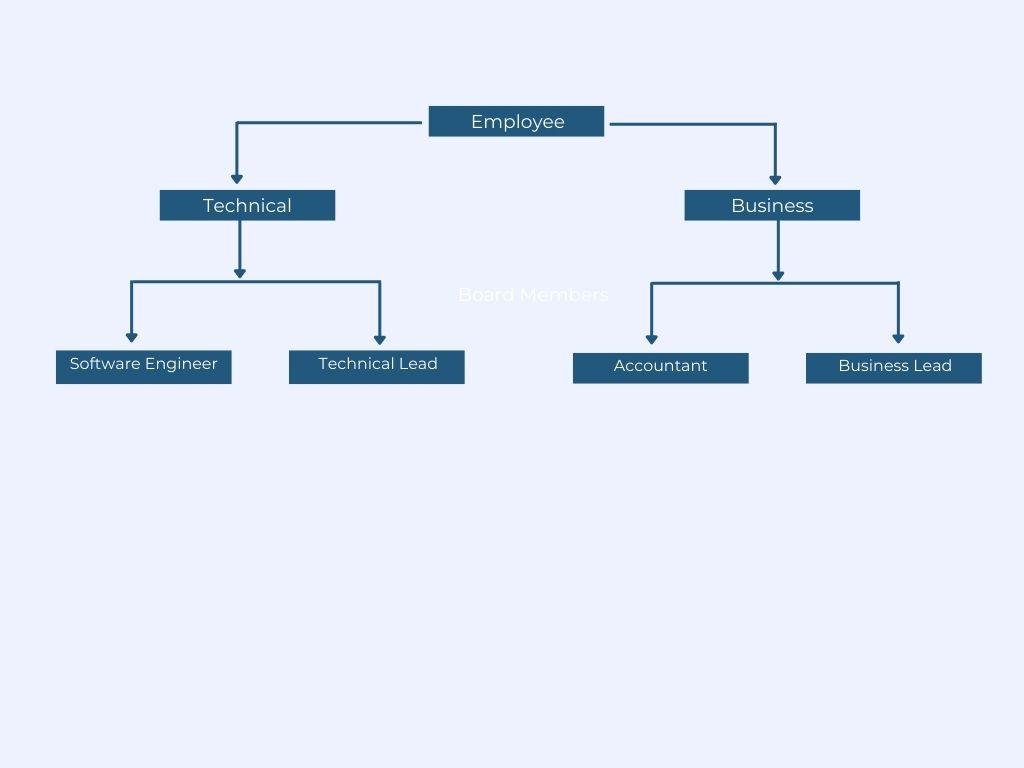 Employee
Technical
Business
Board Members
Software Engineer
Technical Lead
Accountant
Business Lead